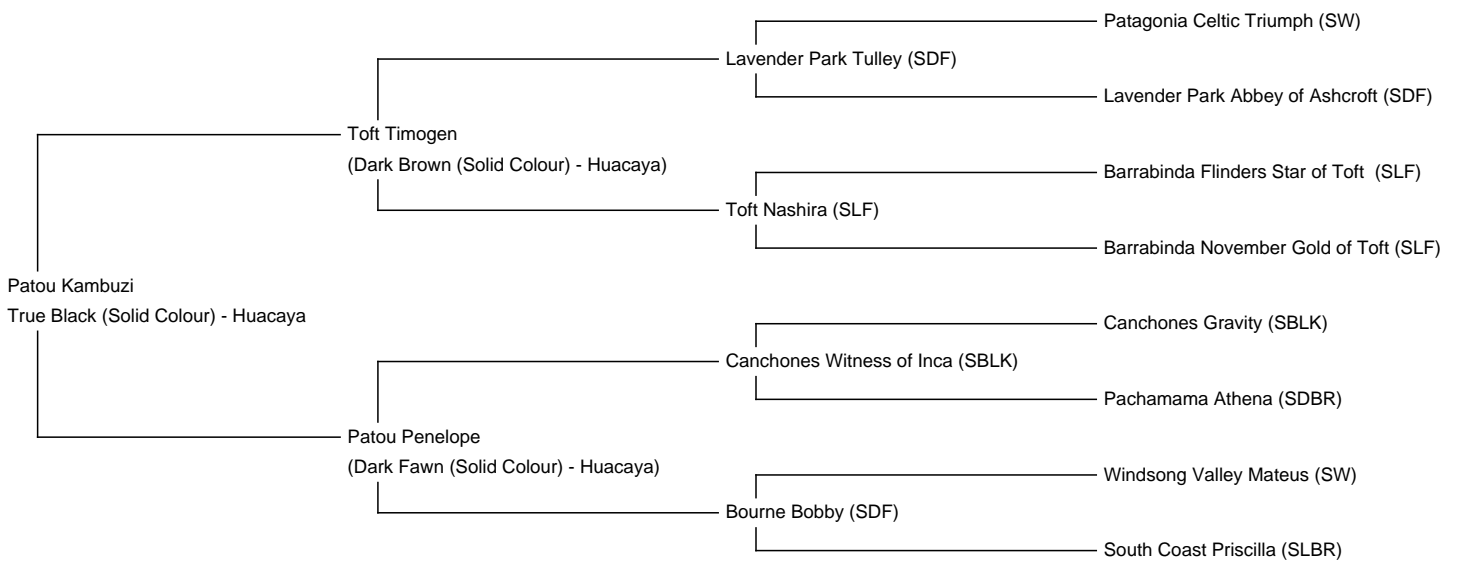 Patagonia Celtic Triumph (SW)
Lavender Park Tulley (SDF)
Lavender Park Abbey of Ashcroft (SDF)
Toft Timogen
(Dark Brown (Solid Colour) - Huacaya)
Barrabinda Flinders Star of Toft  (SLF)
Toft Nashira (SLF)
Barrabinda November Gold of Toft (SLF)
Patou Kambuzi
True Black (Solid Colour) - Huacaya
Canchones Gravity (SBLK)
Canchones Witness of Inca (SBLK)
Pachamama Athena (SDBR)
Patou Penelope
(Dark Fawn (Solid Colour) - Huacaya)
Windsong Valley Mateus (SW)
Bourne Bobby (SDF)
South Coast Priscilla (SLBR)